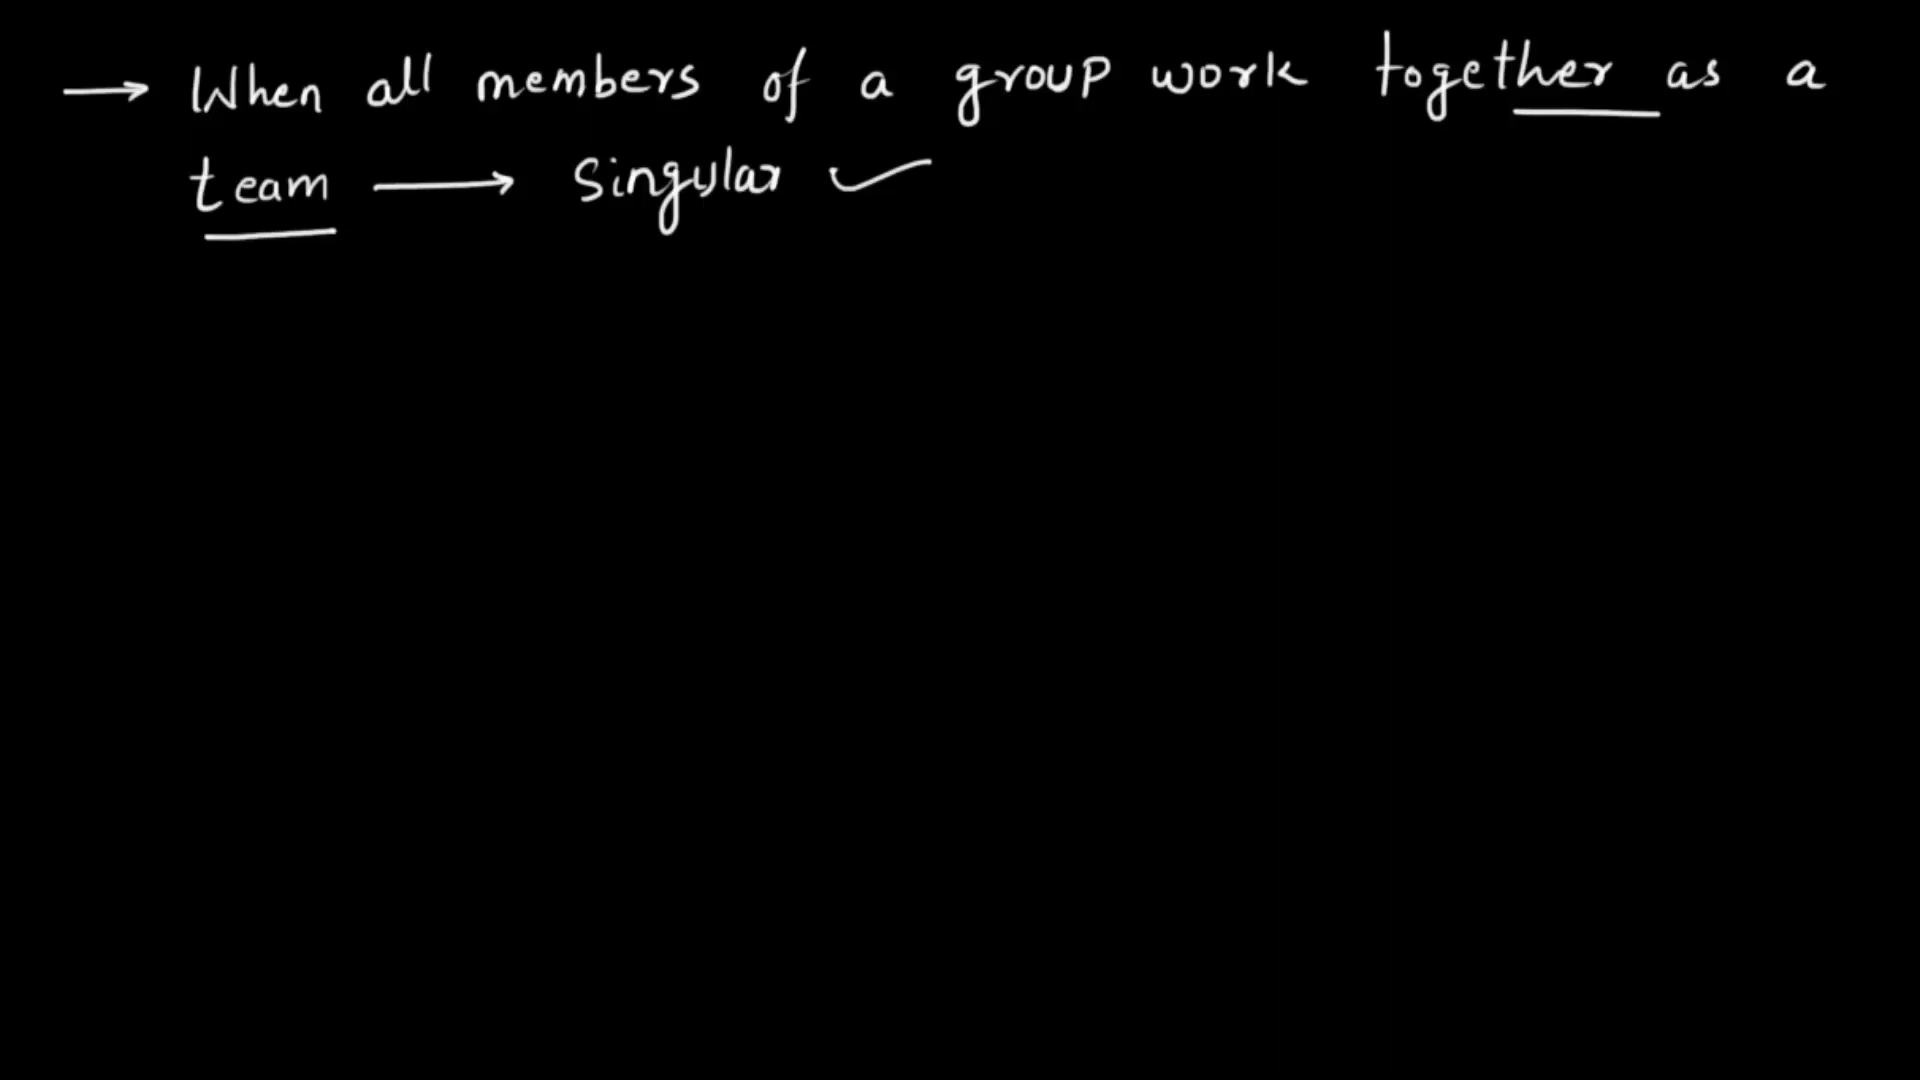 → When all members of a group work together as a
team → Singular ✓